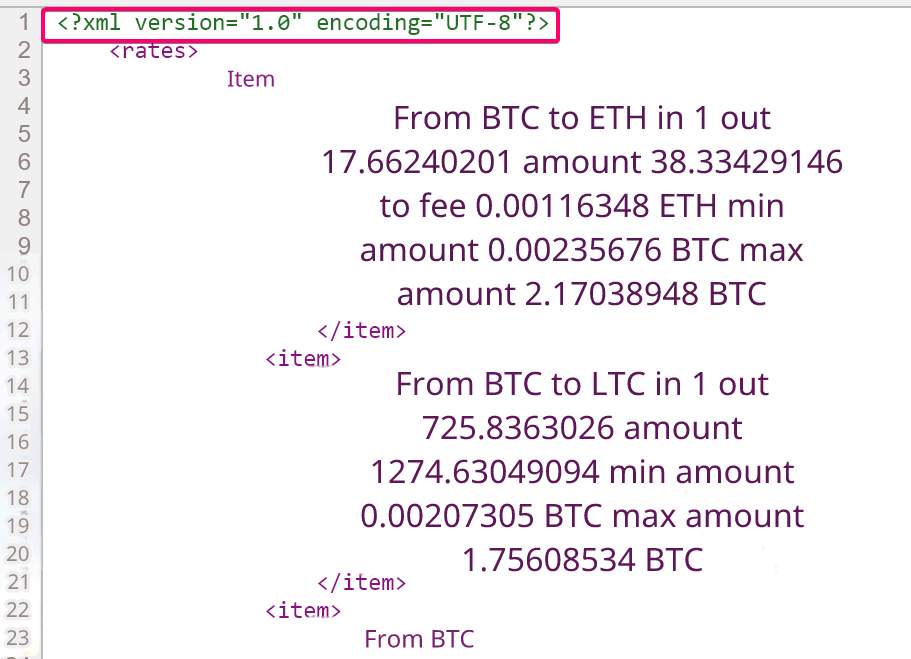 1 <?xml version="1.0" encoding="UTF-8"?>
2 <rates>
3 Item
4 From BTC to ETH in 1 out
5
6 17.66240201 amount 38.33429146
7
8 to fee 0.00116348 ETH min
9 amount 0.00235676 BTC max
10
11 amount 2.17038948 BTC
12 </item>
13 <item>
14 From BTC to LTC in 1 out
15
16 725.8363026 amount
17 1274.63049094 min amount
18
19 0.00207305 BTC max amount
20 1.75608534 BTC
21 </item>
22 <item>
23 From BTC